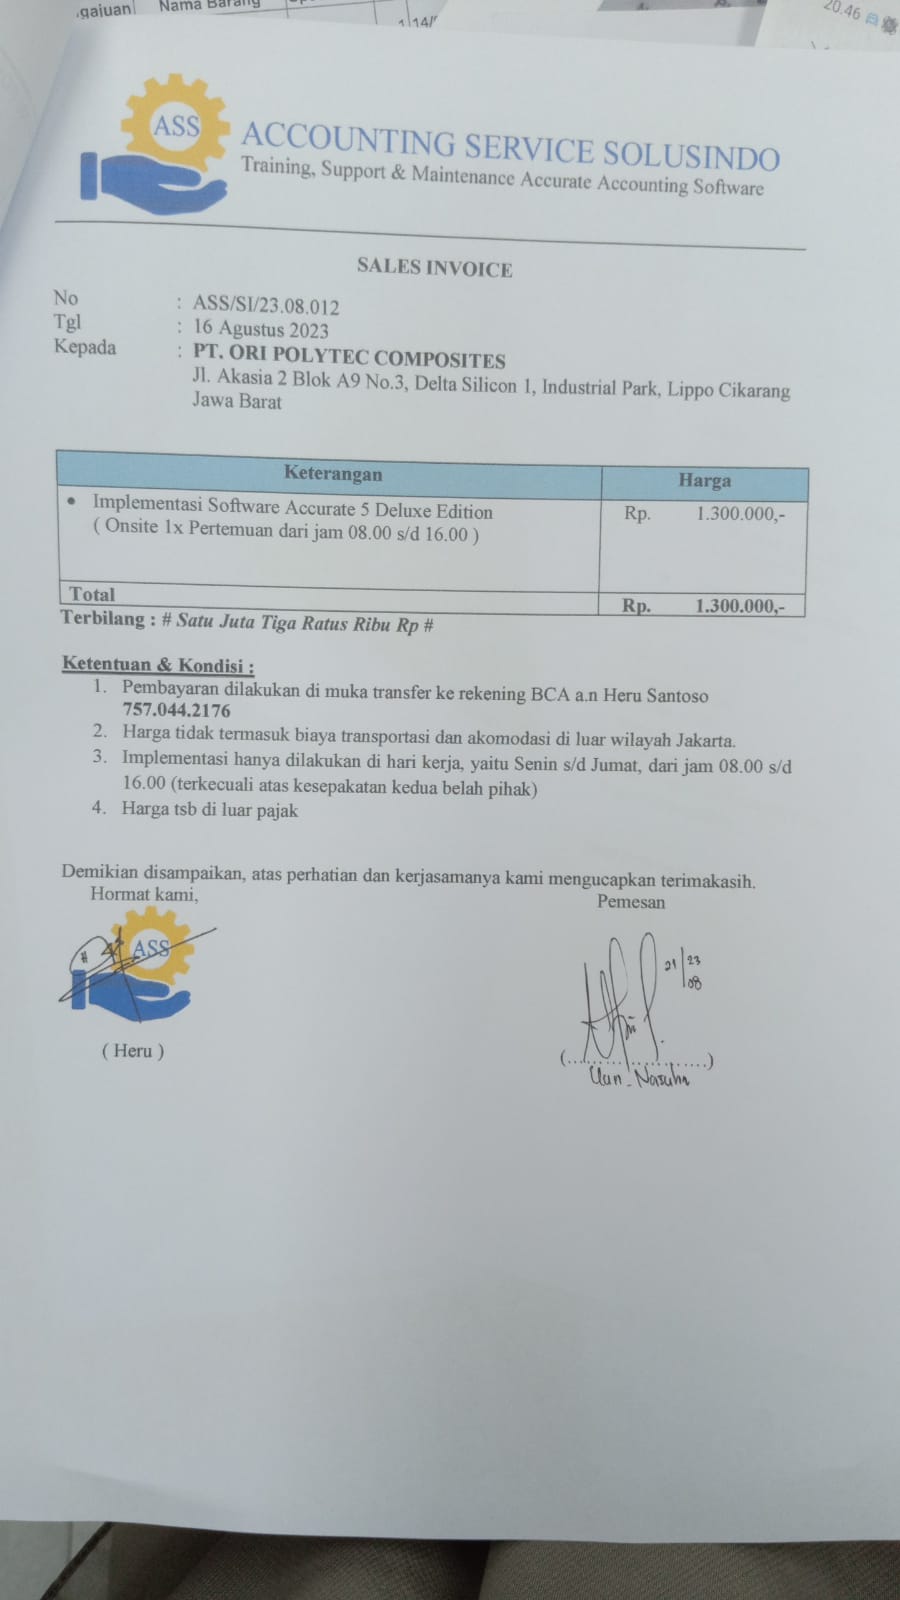 gajuan Nama Barang
1 14/
20.46
ASS
ACCOUNTING SERVICE SOLUSINDO
Training, Support & Maintenance Accurate Accounting Software
SALES INVOICE
No : ASS/SI/23.08.012
Tgl : 16 Agustus 2023
Kepada : PT. ORI POLYTEC COMPOSITES
Jl. Akasia 2 Blok A9 No.3, Delta Silicon 1, Industrial Park, Lippo Cikarang
Jawa Barat
Keterangan Harga
• Implementasi Software Accurate 5 Deluxe Edition Rp. 1.300.000,-
( Onsite 1x Pertemuan dari jam 08.00 s/d 16.00 )
Total Rp. 1.300.000,-
Terbilang : # Satu Juta Tiga Ratus Ribu Rp #
Ketentuan & Kondisi :
1. Pembayaran dilakukan di muka transfer ke rekening BCA a.n Heru Santoso
757.044.2176
2. Harga tidak termasuk biaya transportasi dan akomodasi di luar wilayah Jakarta.
3. Implementasi hanya dilakukan di hari kerja, yaitu Senin s/d Jumat, dari jam 08.00 s/d
16.00 (terkecuali atas kesepakatan kedua belah pihak)
4. Harga tsb di luar pajak
Demikian disampaikan, atas perhatian dan kerjasamanya kami mengucapkan terimakasih.
Hormat kami, Pemesan
ASS
21/23
08
( Heru ) (........................)
Uun Nasuha